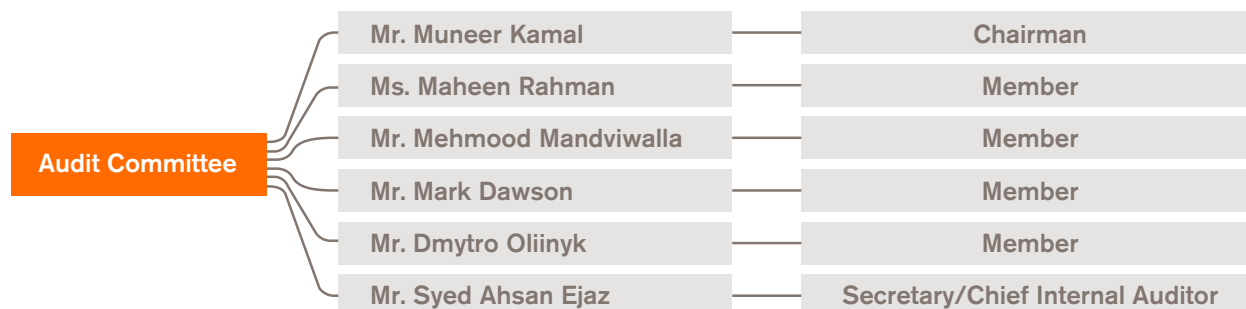 Mr. Muneer Kamal Chairman
Ms. Maheen Rahman Member
Mr. Mehmood Mandviwalla Member
Audit Committee
Mr. Mark Dawson Member
Mr. Dmytro Oliinyk Member
Mr. Syed Ahsan Ejaz Secretary/Chief Internal Auditor